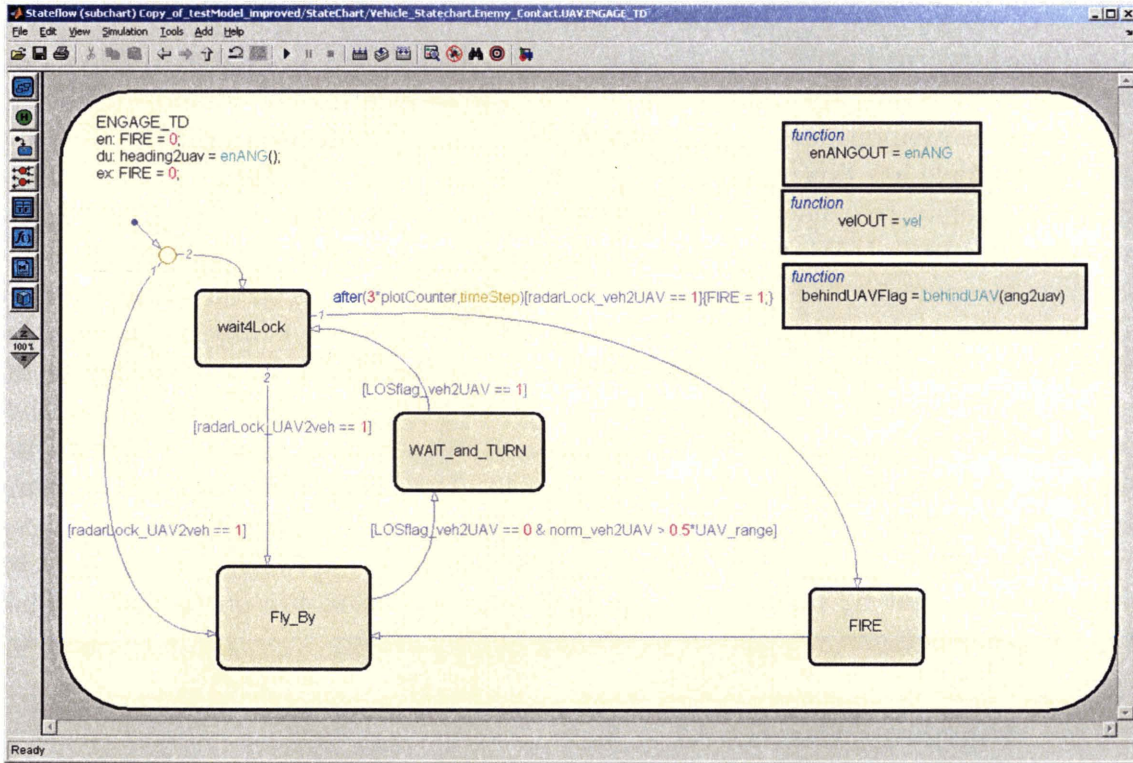 Stateflow (subchart) Copy_of_testModel_improved/StateChart/Vehicle_Statechart.Enemy_Contact.UAV.ENGAGE_TD
File Edit View Simulation Tools Add Help
ENGAGE_TD
en: FIRE = 0;
du: heading2uav = enANG();
ex: FIRE = 0;
function
enANGOUT = enANG
function
velOUT = vel
function
behindUAVFlag = behindUAV(ang2uav)
1
2
after(3*plotCounter,timeStep)[radarLock_veh2UAV == 1]{FIRE = 1;}
wait4Lock
1
2
100%
[LOSflag_veh2UAV == 1]
[radarLock_UAV2veh == 1]
WAIT_and_TURN
[radarLock_UAV2veh == 1]
[LOSflag_veh2UAV == 0 & norm_veh2UAV > 0.5*UAV_range]
Fly_By
FIRE
Ready